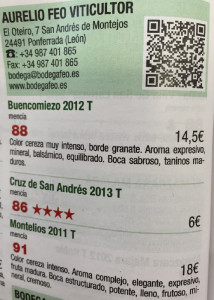 AURELIO FEO VITICULTOR
El Oteiro, 7 San Andrés de Montejos
24491 Ponferrada (León)
☎: +34 987 401 865
Fax: +34 987 401 865
bodega@bodegafeo.es
www.bodegafeo.es
Buencomiezo 2012 T
mencía
88 14,5€
Color cereza muy intenso, borde granate. Aroma expresivo,
mineral, balsámico, equilibrado. Boca sabroso, taninos ma-
duros.
Cruz de San Andrés 2013 T
mencía
86 ★★★★ 6€
Montelios 2011 T
mencía
91 18€
Color cereza intenso. Aroma complejo, elegante, expresivo,
fruta madura. Boca estructurado, potente, lleno, frutoso, mi-
neral, cremoso.
BODEGA